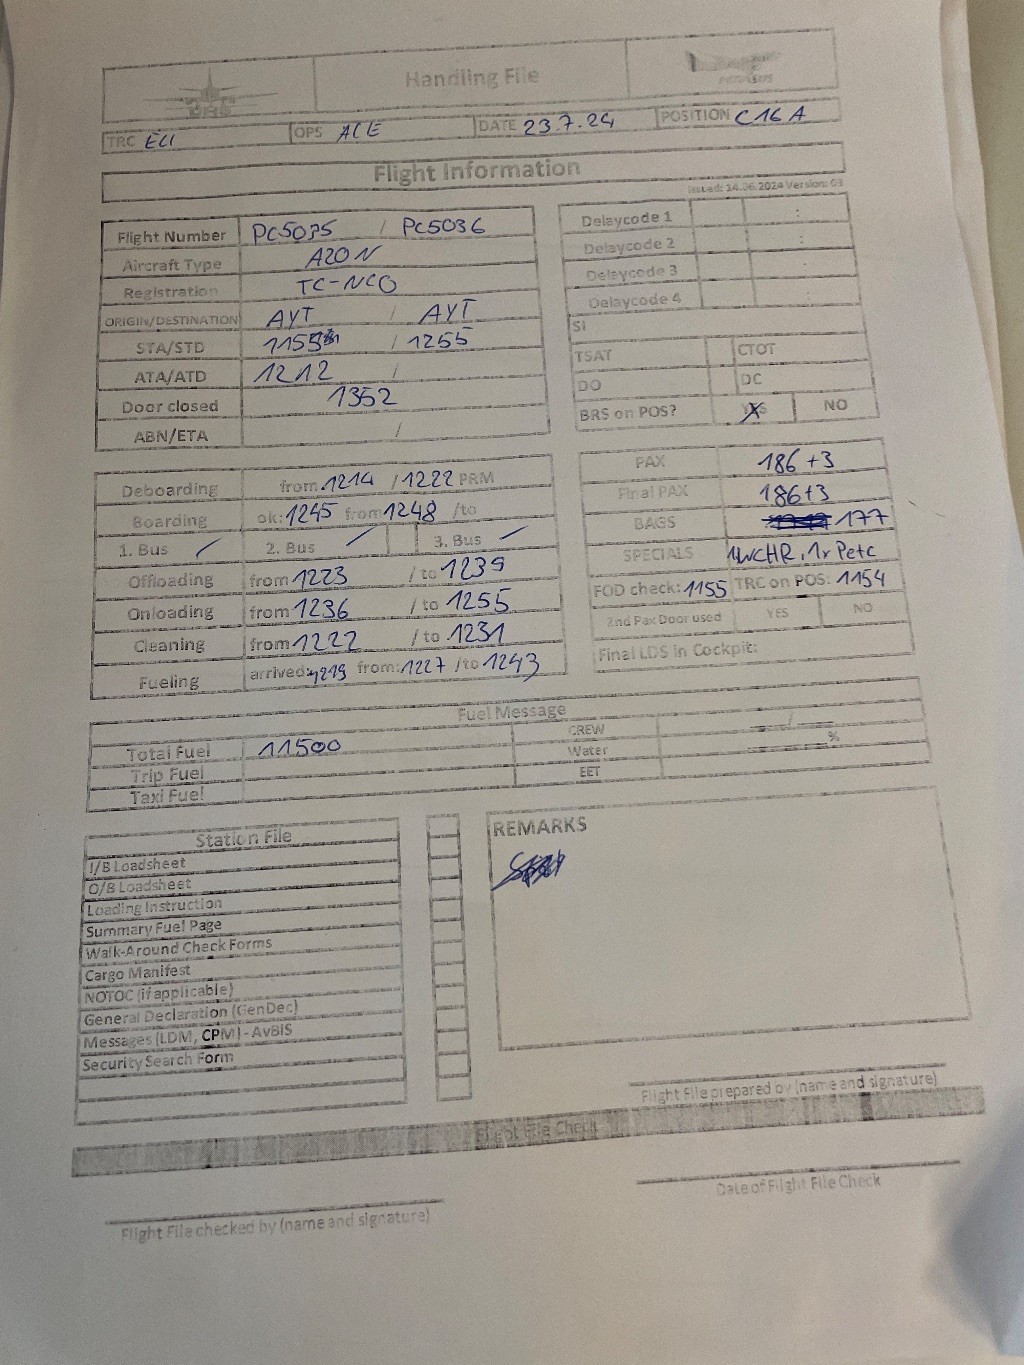 Handling File
PEGASUS
TRC ECI OPS ACE DATE 23.7.24 POSITION C16A
Flight Information
Issued: 14.06.2024 Version: 03
Flight Number PC5035 / PC5036
Aircraft Type A20N
Registration TC-NCO
ORIGIN/DESTINATION AYT / AYT
STA/STD 1155 / 1255
ATA/ATD 1212 /
Door closed 1352
ABN/ETA /
Delaycode 1 :
Delaycode 2 :
Delaycode 3 :
Delaycode 4 :
SI
TSAT CTOT
DO DC
BRS on POS? YES NO
Deboarding from 1214 / 1222 PRM
Boarding ok: 1245 from 1248 /to
1. Bus ✓ 2. Bus ✓ 3. Bus ✓
Offloading from 1223 / to 1239
Onloading from 1236 / to 1255
Cleaning from 1222 / to 1231
Fueling arrived: 1219 from: 1227 /to 1243
PAX 186+3
Final PAX 186+3
BAGS 177
SPECIALS 1WCHR, 1x Petc
FOD check: 1155 TRC on POS: 1154
2nd Pax Door used YES NO
Final LDS in Cockpit:
Fuel Message
Total Fuel 11500 CREW /
Trip Fuel Water %
Taxi Fuel EET
Station File
I/B Loadsheet
O/B Loadsheet
Loading Instruction
Summary Fuel Page
Walk-Around Check Forms
Cargo Manifest
NOTOC (if applicable)
General Declaration (GenDec)
Messages (LDM, CPM) - AvBIS
Security Search Form
REMARKS
Flight File prepared by (name and signature)
Flight File Check
Date of Flight File Check
Flight File checked by (name and signature)